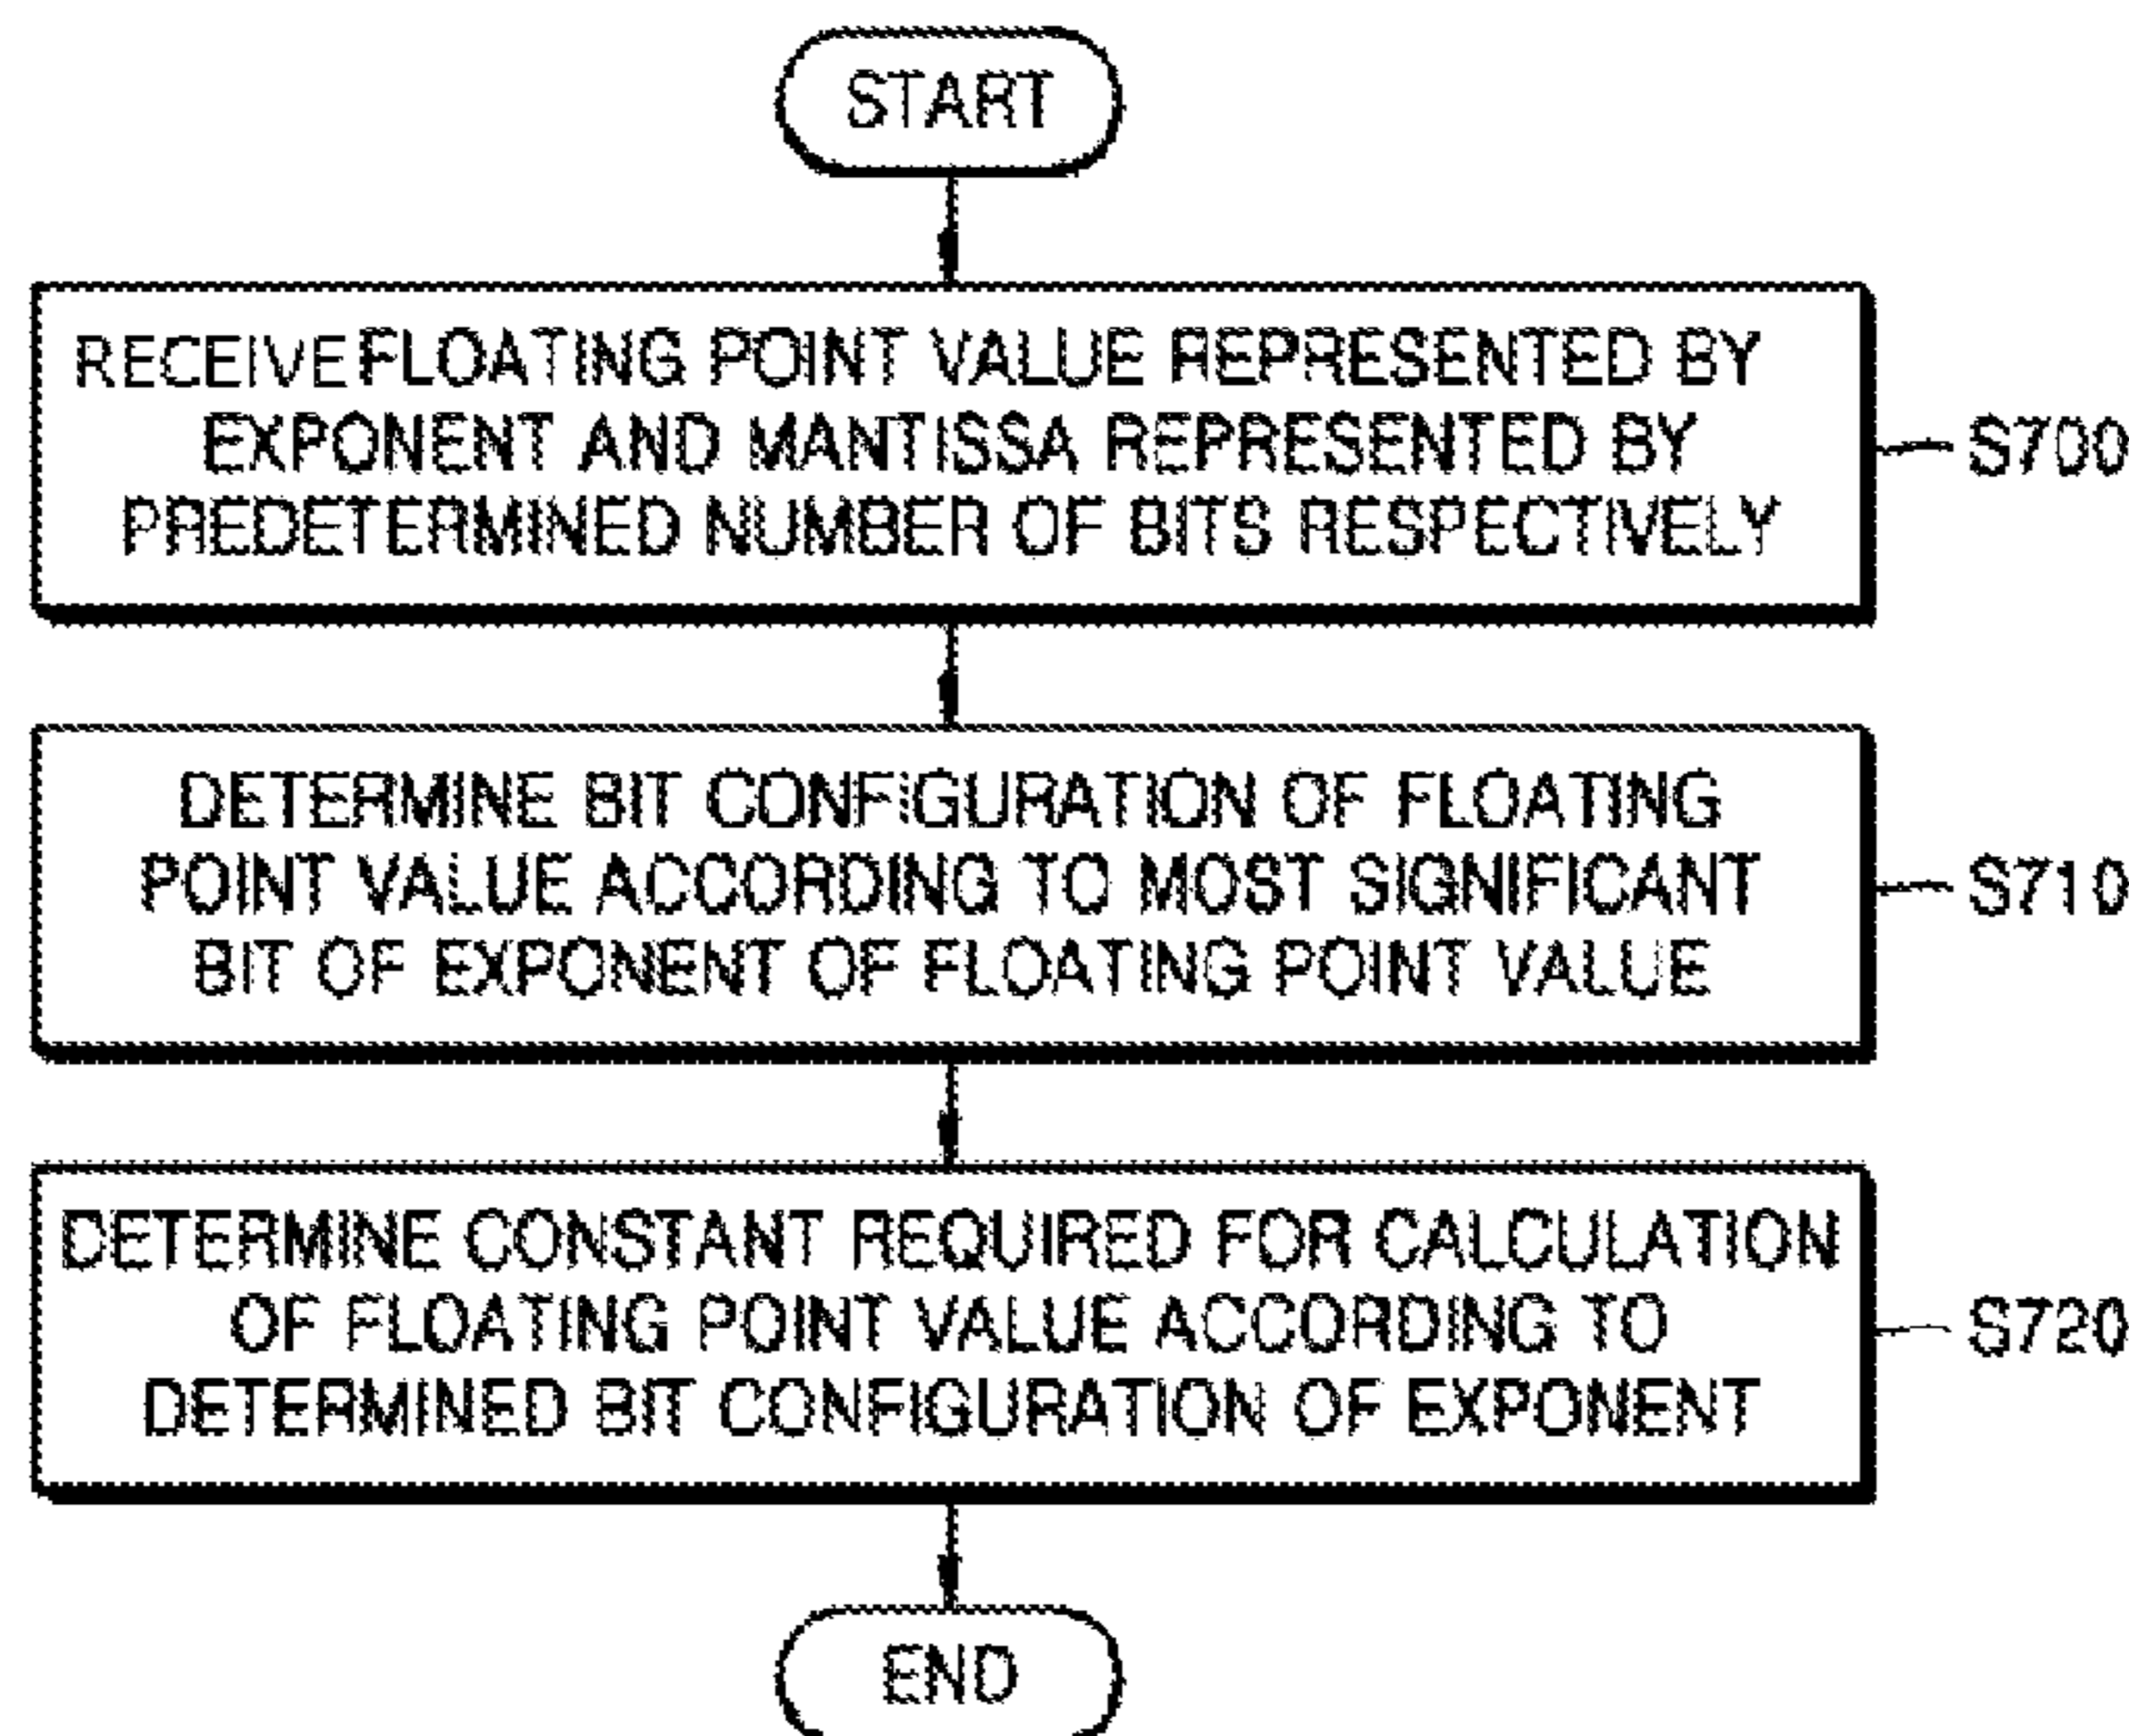 START
RECEIVE FLOATING POINT VALUE REPRESENTED BY
EXPONENT AND MANTISSA REPRESENTED BY
PREDETERMINED NUMBER OF BITS RESPECTIVELY
S700
DETERMINE BIT CONFIGURATION OF FLOATING
POINT VALUE ACCORDING TO MOST SIGNIFICANT
BIT OF EXPONENT OF FLOATING POINT VALUE
S710
DETERMINE CONSTANT REQUIRED FOR CALCULATION
OF FLOATING POINT VALUE ACCORDING TO
DETERMINED BIT CONFIGURATION OF EXPONENT
S720
END